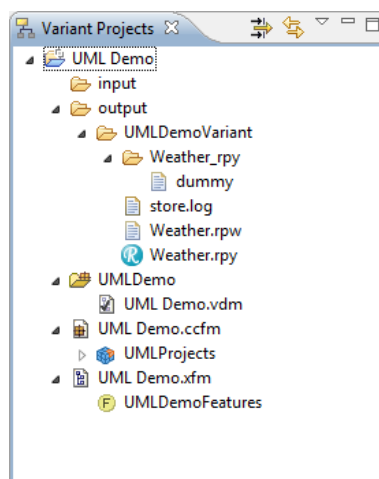 Variant Projects
UML Demo
input
output
UMLDemoVariant
Weather_rpy
dummy
store.log
Weather.rpw
R Weather.rpy
UMLDemo
UML Demo.vdm
UML Demo.ccfm
UMLProjects
UML Demo.xfm
F UMLDemoFeatures